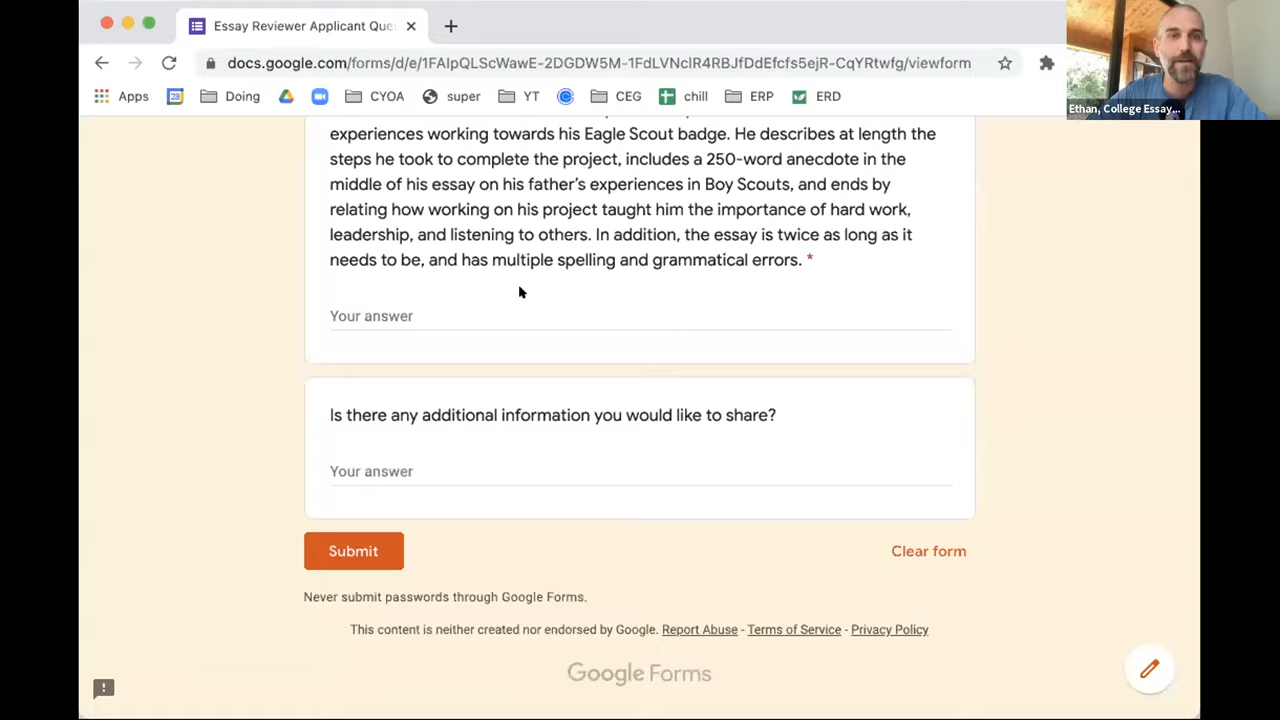 Essay Reviewer Applicant Que
docs.google.com/forms/d/e/1FAIpQLScWawE-2DGDW5M-1FdLVNclR4RBJfDdEfcfs5ejR-CqYRtwfg/viewform
Apps 28 Doing CYOA super YT CEG chill ERP ERD
Ethan, College Essay...
experiences working towards his Eagle Scout badge. He describes at length the
steps he took to complete the project, includes a 250-word anecdote in the
middle of his essay on his father's experiences in Boy Scouts, and ends by
relating how working on his project taught him the importance of hard work,
leadership, and listening to others. In addition, the essay is twice as long as it
needs to be, and has multiple spelling and grammatical errors. *
Your answer
Is there any additional information you would like to share?
Your answer
Submit
Clear form
Never submit passwords through Google Forms.
This content is neither created nor endorsed by Google. Report Abuse - Terms of Service - Privacy Policy
Google Forms